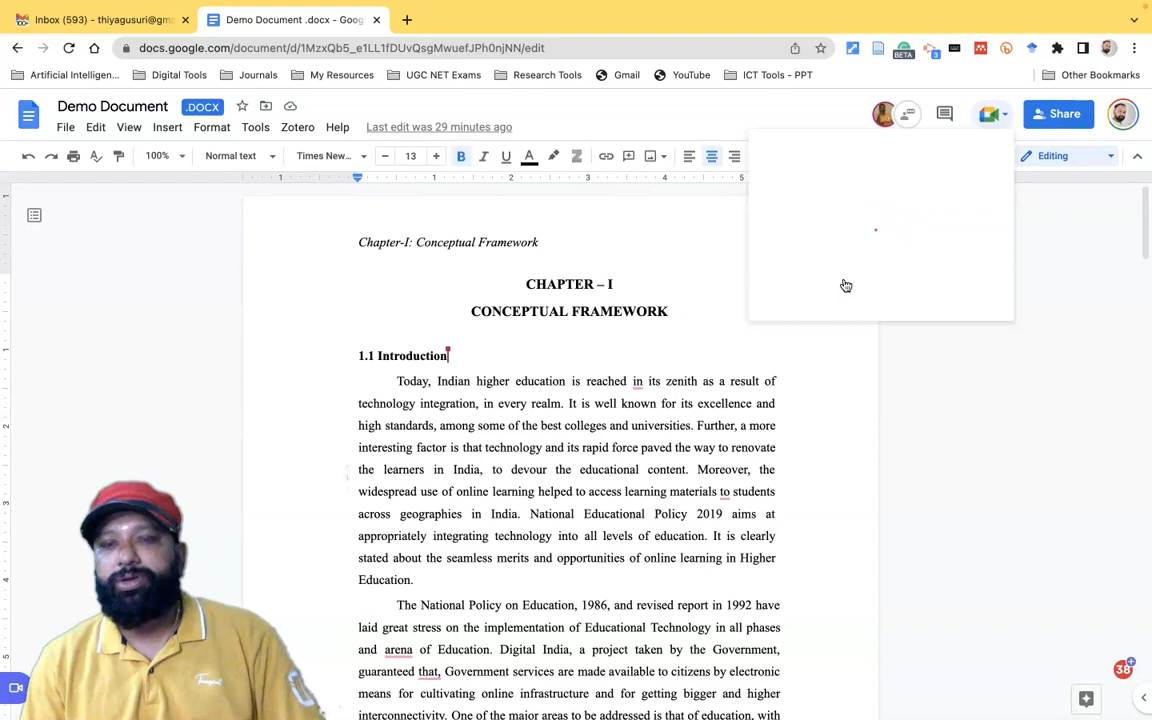 Inbox (593) - thiyagusuri@gm
Demo Document .docx - Goog
docs.google.com/document/d/1MzxQb5_e1LL1fDUvQsgMwuefJPh0njNN/edit
BETA
3
Artificial Intelligen...
Digital Tools
Journals
My Resources
UGC NET Exams
Research Tools
Gmail
YouTube
ICT Tools - PPT
Other Bookmarks
Demo Document
.DOCX
Share
File Edit View Insert Format Tools Zotero Help
Last edit was 29 minutes ago
100%
Normal text
Times New...
13
B I U A
Editing
1 1 2 3 4 5
Chapter-I: Conceptual Framework
CHAPTER – I
CONCEPTUAL FRAMEWORK
1.1 Introduction
Today, Indian higher education is reached in its zenith as a result of
technology integration, in every realm. It is well known for its excellence and
high standards, among some of the best colleges and universities. Further, a more
interesting factor is that technology and its rapid force paved the way to renovate
the learners in India, to devour the educational content. Moreover, the
widespread use of online learning helped to access learning materials to students
across geographies in India. National Educational Policy 2019 aims at
appropriately integrating technology into all levels of education. It is clearly
stated about the seamless merits and opportunities of online learning in Higher
Education.
The National Policy on Education, 1986, and revised report in 1992 have
laid great stress on the implementation of Educational Technology in all phases
and arena of Education. Digital India, a project taken by the Government,
guaranteed that, Government services are made available to citizens by electronic
means for cultivating online infrastructure and for getting bigger and higher
interconnectivity. One of the major areas to be addressed is that of education, with
38